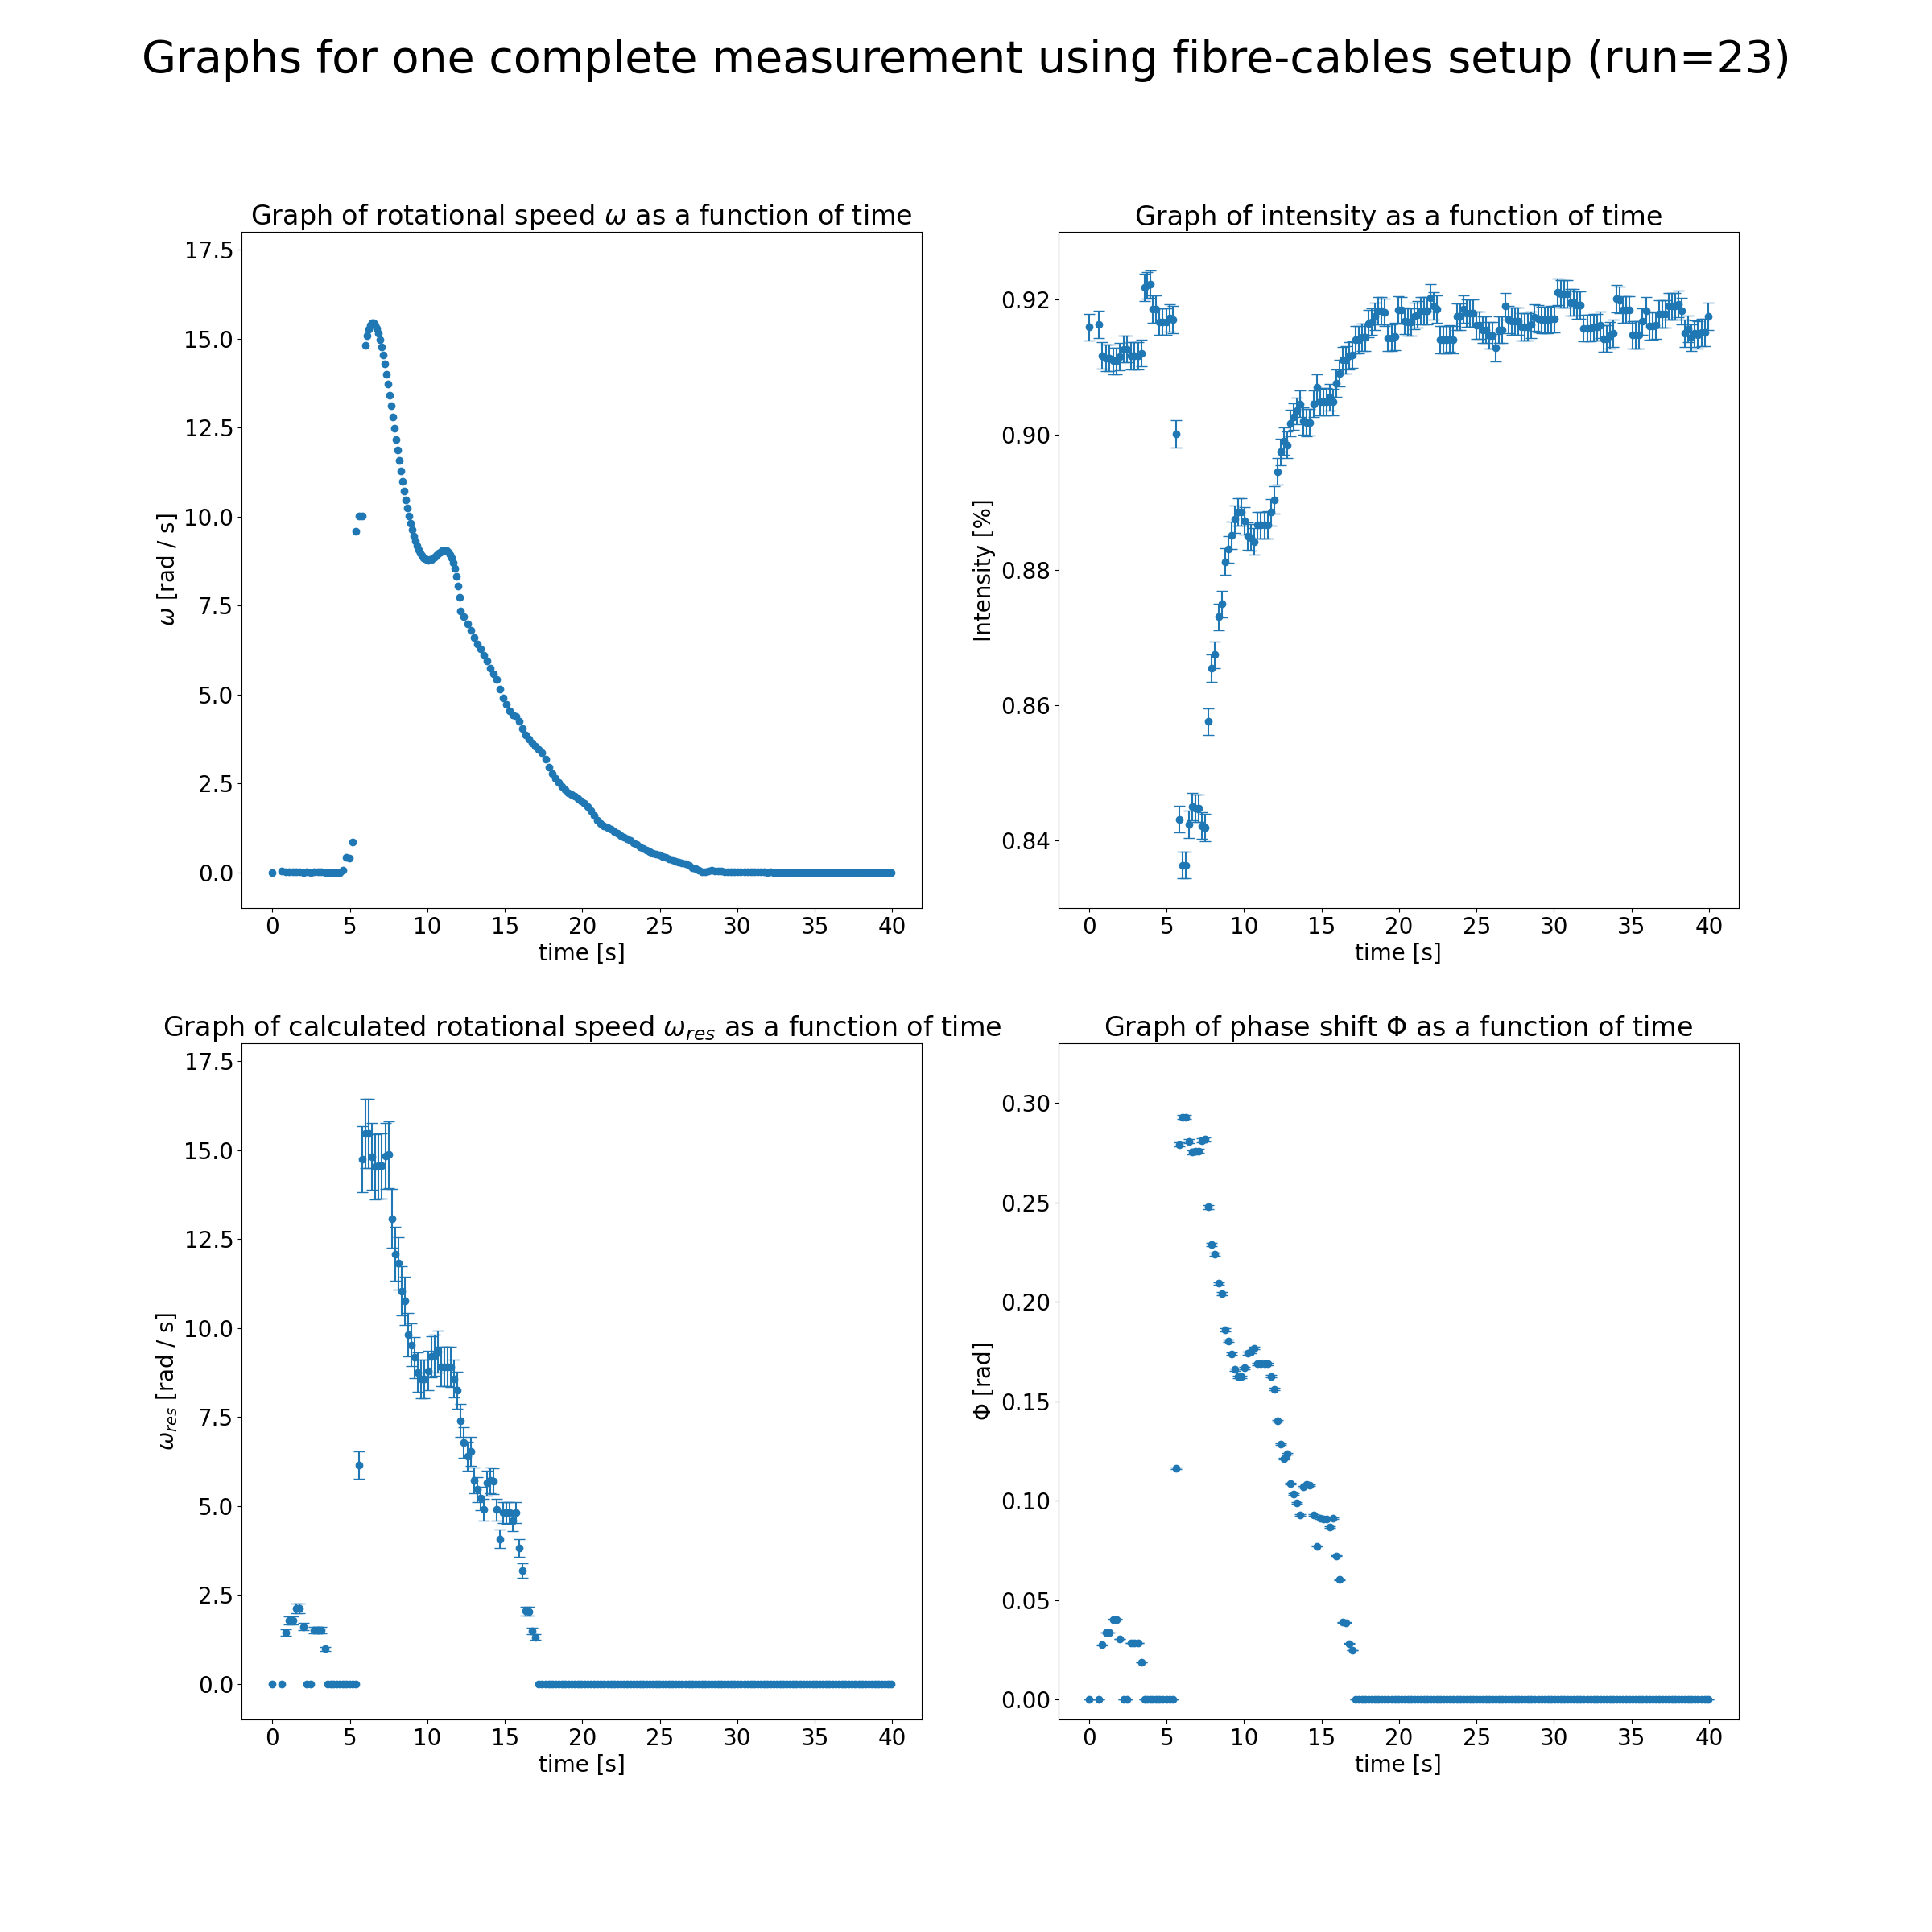 Graphs for one complete measurement using fibre-cables setup (run=23)
Graph of rotational speed ω as a function of time
17.5
15.0
12.5
10.0
7.5
5.0
2.5
0.0
ω [rad / s]
0 5 10 15 20 25 30 35 40
time [s]
Graph of intensity as a function of time
0.92
0.90
0.88
0.86
0.84
Intensity [%]
0 5 10 15 20 25 30 35 40
time [s]
Graph of calculated rotational speed ω_res as a function of time
17.5
15.0
12.5
10.0
7.5
5.0
2.5
0.0
ω_res [rad / s]
0 5 10 15 20 25 30 35 40
time [s]
Graph of phase shift Φ as a function of time
0.30
0.25
0.20
0.15
0.10
0.05
0.00
Φ [rad]
0 5 10 15 20 25 30 35 40
time [s]